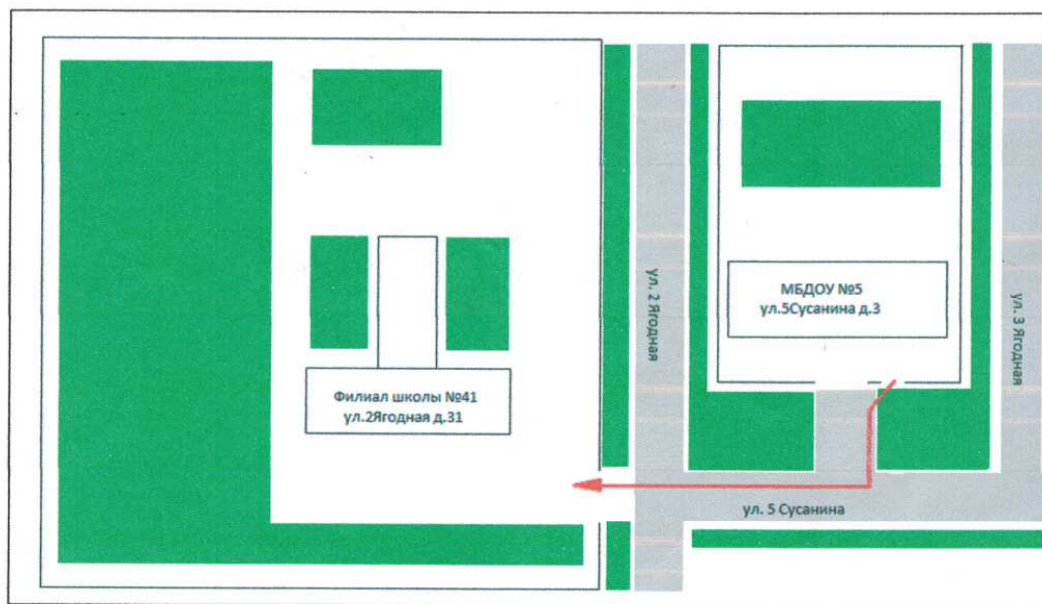 Филиал школы №41
ул.2Ягодная д.31
ул. 2 Ягодная
МБДОУ №5
ул.5Сусанина д.3
ул. 3 Ягодная
ул. 5 Сусанина